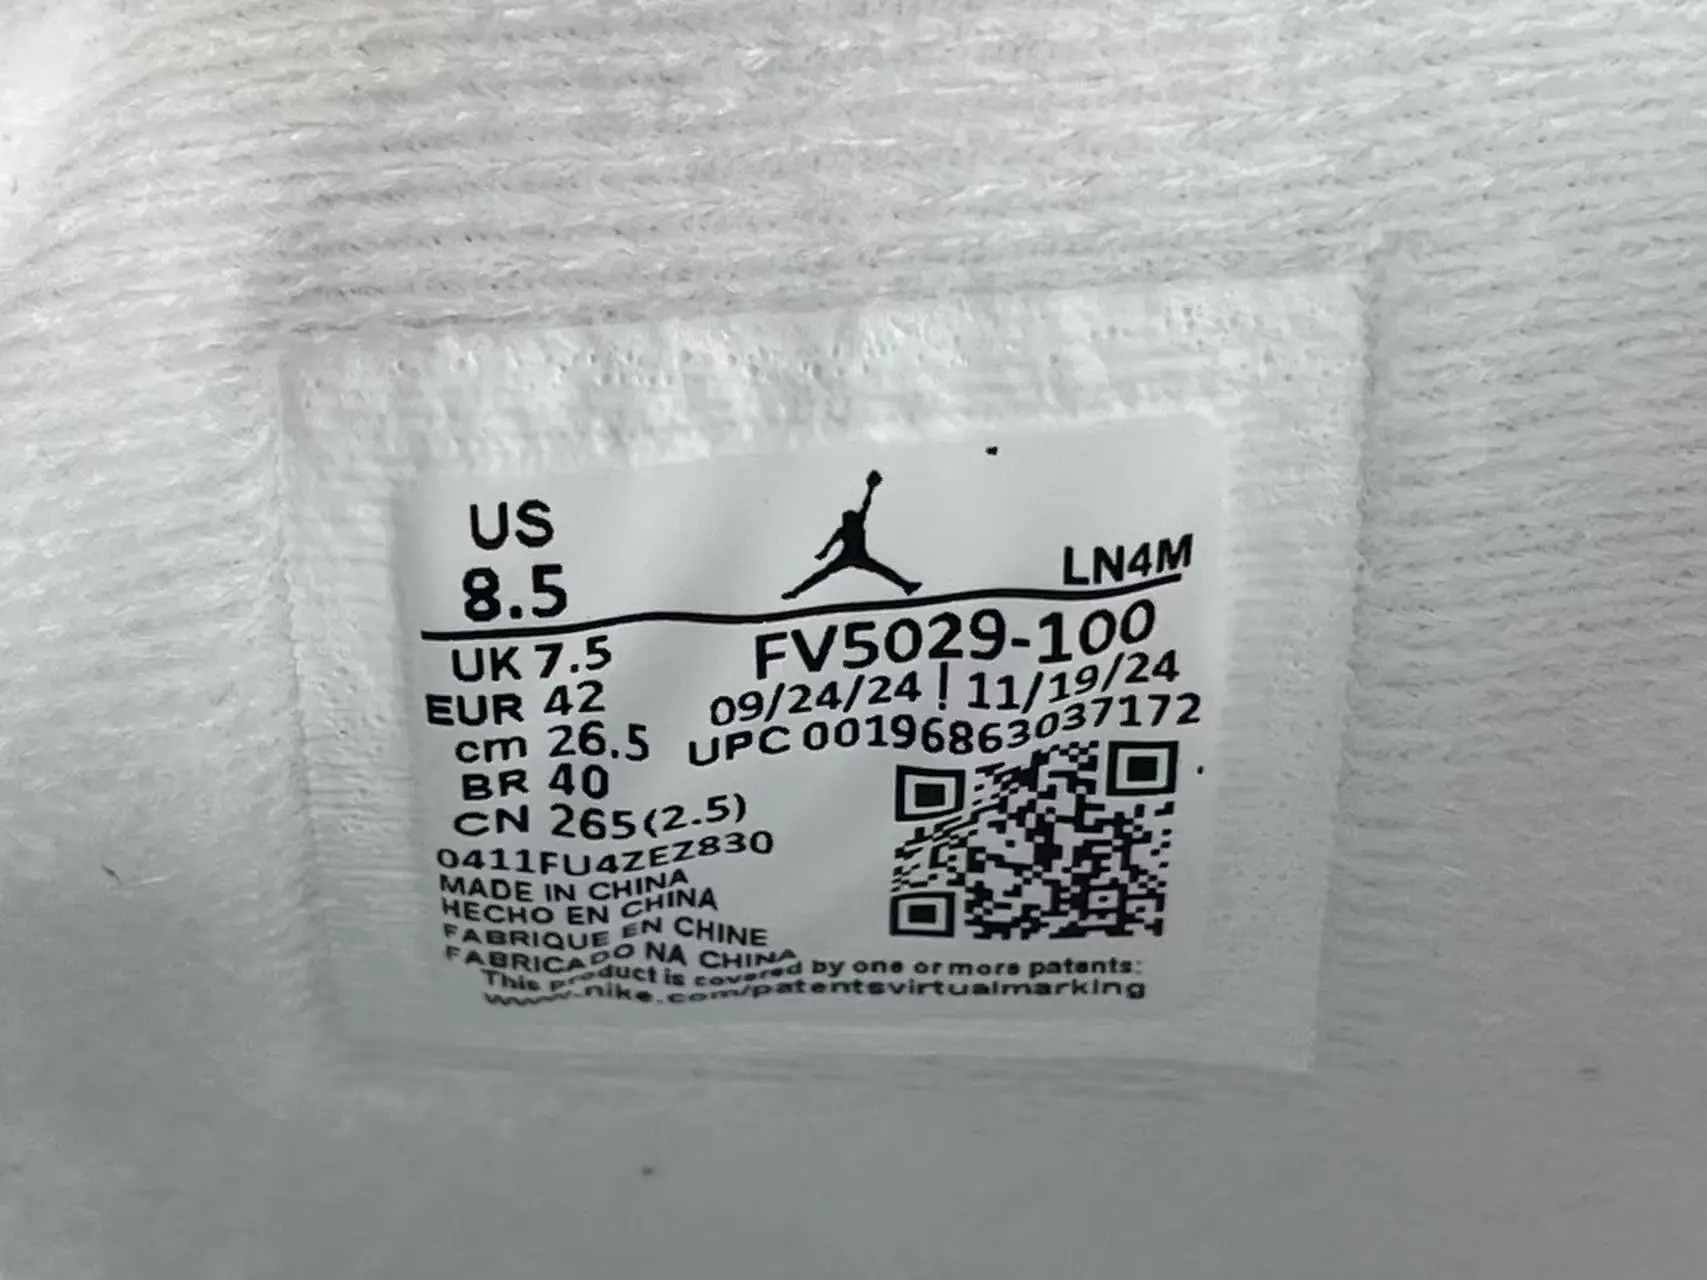 US
8.5
LN4M
UK 7.5
EUR 42
cm 26.5
BR 40
CN 265(2.5)
FV5029-100
09/24/24 ! 11/19/24
UPC 00196863037172
0411FU4ZEZ830
MADE IN CHINA
HECHO EN CHINA
FABRIQUE EN CHINE
FABRICADO NA CHINA
This product is covered by one or more patents:
www.nike.com/patentsvirtualmarking